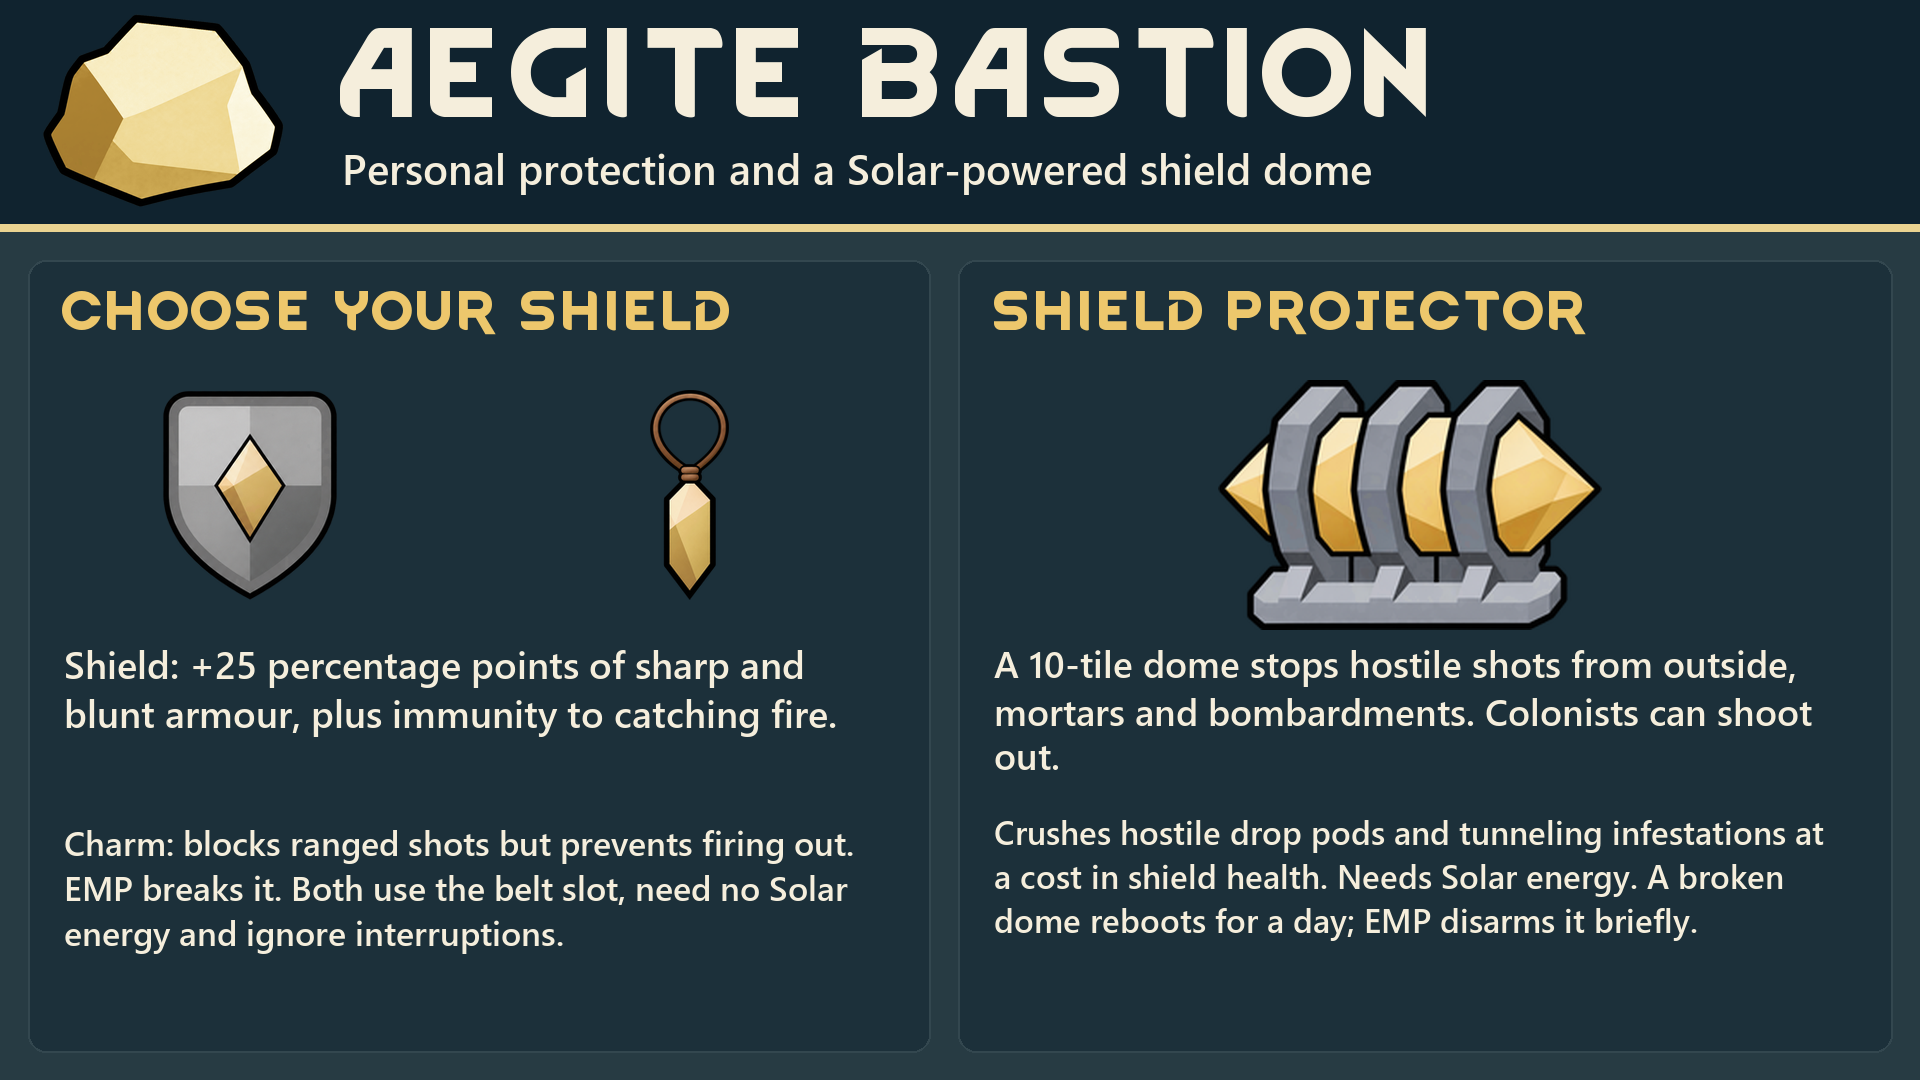 AEGITE BASTION
Personal protection and a Solar-powered shield dome
CHOOSE YOUR SHIELD
Shield: +25 percentage points of sharp and
blunt armour, plus immunity to catching fire.
Charm: blocks ranged shots but prevents firing out.
EMP breaks it. Both use the belt slot, need no Solar
energy and ignore interruptions.
SHIELD PROJECTOR
A 10-tile dome stops hostile shots from outside,
mortars and bombardments. Colonists can shoot
out.
Crushes hostile drop pods and tunneling infestations at
a cost in shield health. Needs Solar energy. A broken
dome reboots for a day; EMP disarms it briefly.